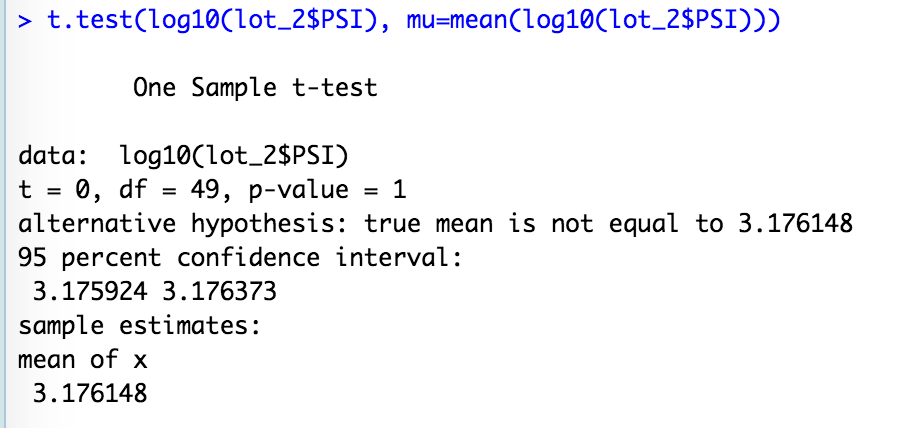 > t.test(log10(lot_2$PSI), mu=mean(log10(lot_2$PSI)))
One Sample t-test
data:  log10(lot_2$PSI)
t = 0, df = 49, p-value = 1
alternative hypothesis: true mean is not equal to 3.176148
95 percent confidence interval:
 3.175924 3.176373
sample estimates:
mean of x
 3.176148